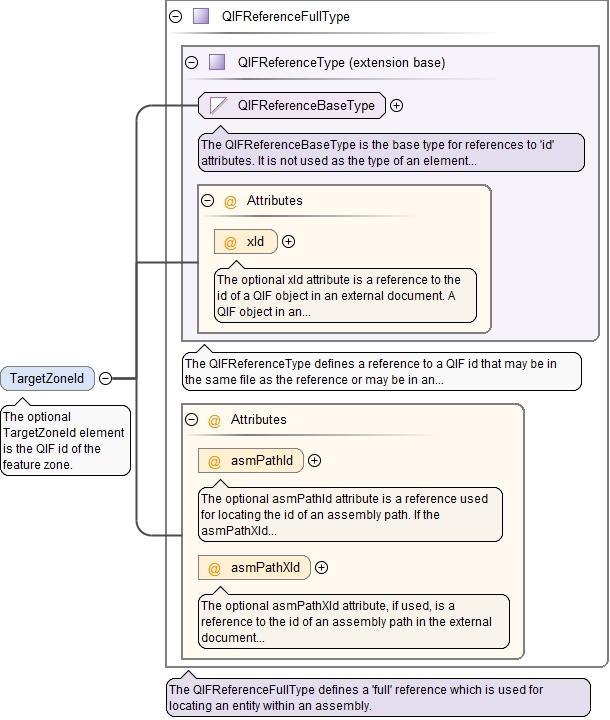 QIFReferenceFullType
QIFReferenceType (extension base)
QIFReferenceBaseType
The QIFReferenceBaseType is the base type for references to 'id'
attributes. It is not used as the type of an element...
@ Attributes
@ xId
The optional xId attribute is a reference to the
id of a QIF object in an external document. A
QIF object in an...
The QIFReferenceType defines a reference to a QIF id that may be in
the same file as the reference or may be in an...
TargetZoneId
The optional
TargetZoneId element
is the QIF id of the
feature zone.
@ Attributes
@ asmPathId
The optional asmPathId attribute is a reference used
for locating the id of an assembly path. If the
asmPathXId...
@ asmPathXId
The optional asmPathXId attribute, if used, is a
reference to the id of an assembly path in the external
document...
The QIFReferenceFullType defines a 'full' reference which is used for
locating an entity within an assembly.